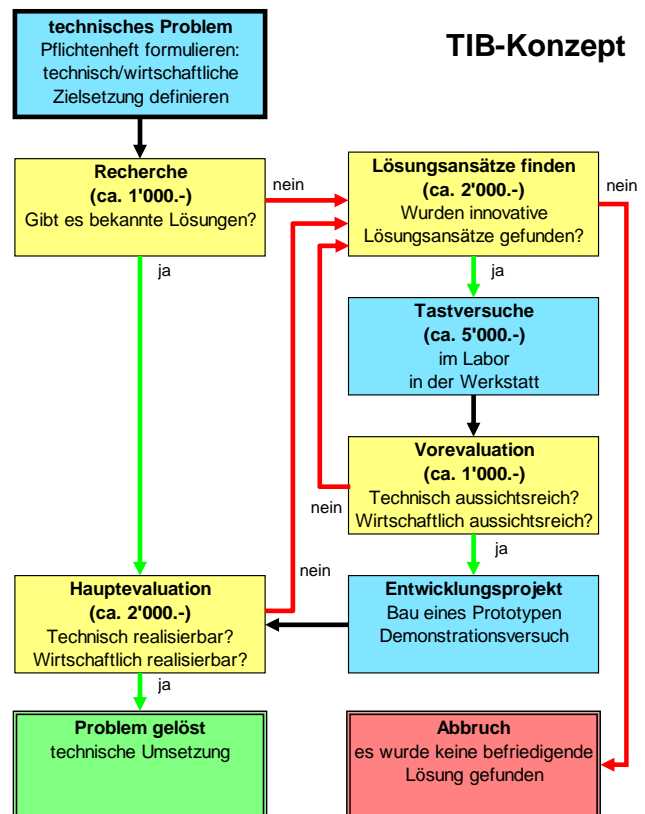 technisches Problem
Pflichtenheft formulieren:
technisch/wirtschaftliche
Zielsetzung definieren
TIB-Konzept
Recherche
(ca. 1'000.-)
Gibt es bekannte Lösungen?
nein
Lösungsansätze finden
(ca. 2'000.-)
Wurden innovative
Lösungsansätze gefunden?
nein
ja
ja
Tastversuche
(ca. 5'000.-)
im Labor
in der Werkstatt
Vorevaluation
(ca. 1'000.-)
Technisch aussichtsreich?
Wirtschaftlich aussichtsreich?
nein
ja
nein
Hauptevaluation
(ca. 2'000.-)
Technisch realisierbar?
Wirtschaftlich realisierbar?
Entwicklungsprojekt
Bau eines Prototypen
Demonstrationsversuch
ja
Problem gelöst
technische Umsetzung
Abbruch
es wurde keine befriedigende
Lösung gefunden